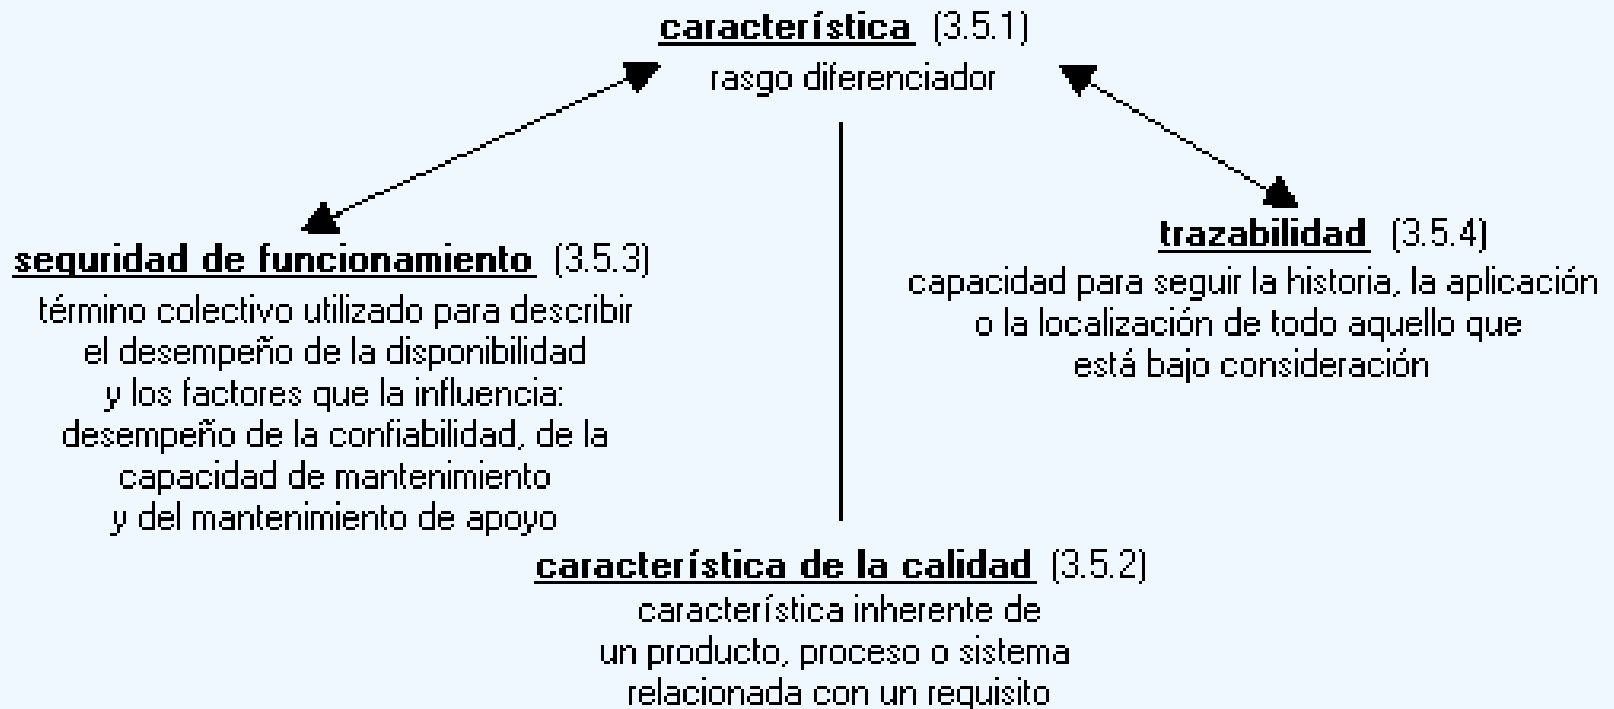 característica (3.5.1)
rasgo diferenciador
seguridad de funcionamiento (3.5.3)
término colectivo utilizado para describir
el desempeño de la disponibilidad
y los factores que la influencia:
desempeño de la confiabilidad, de la
capacidad de mantenimiento
y del mantenimiento de apoyo
trazabilidad (3.5.4)
capacidad para seguir la historia, la aplicación
o la localización de todo aquello que
está bajo consideración
característica de la calidad (3.5.2)
característica inherente de
un producto, proceso o sistema
relacionada con un requisito